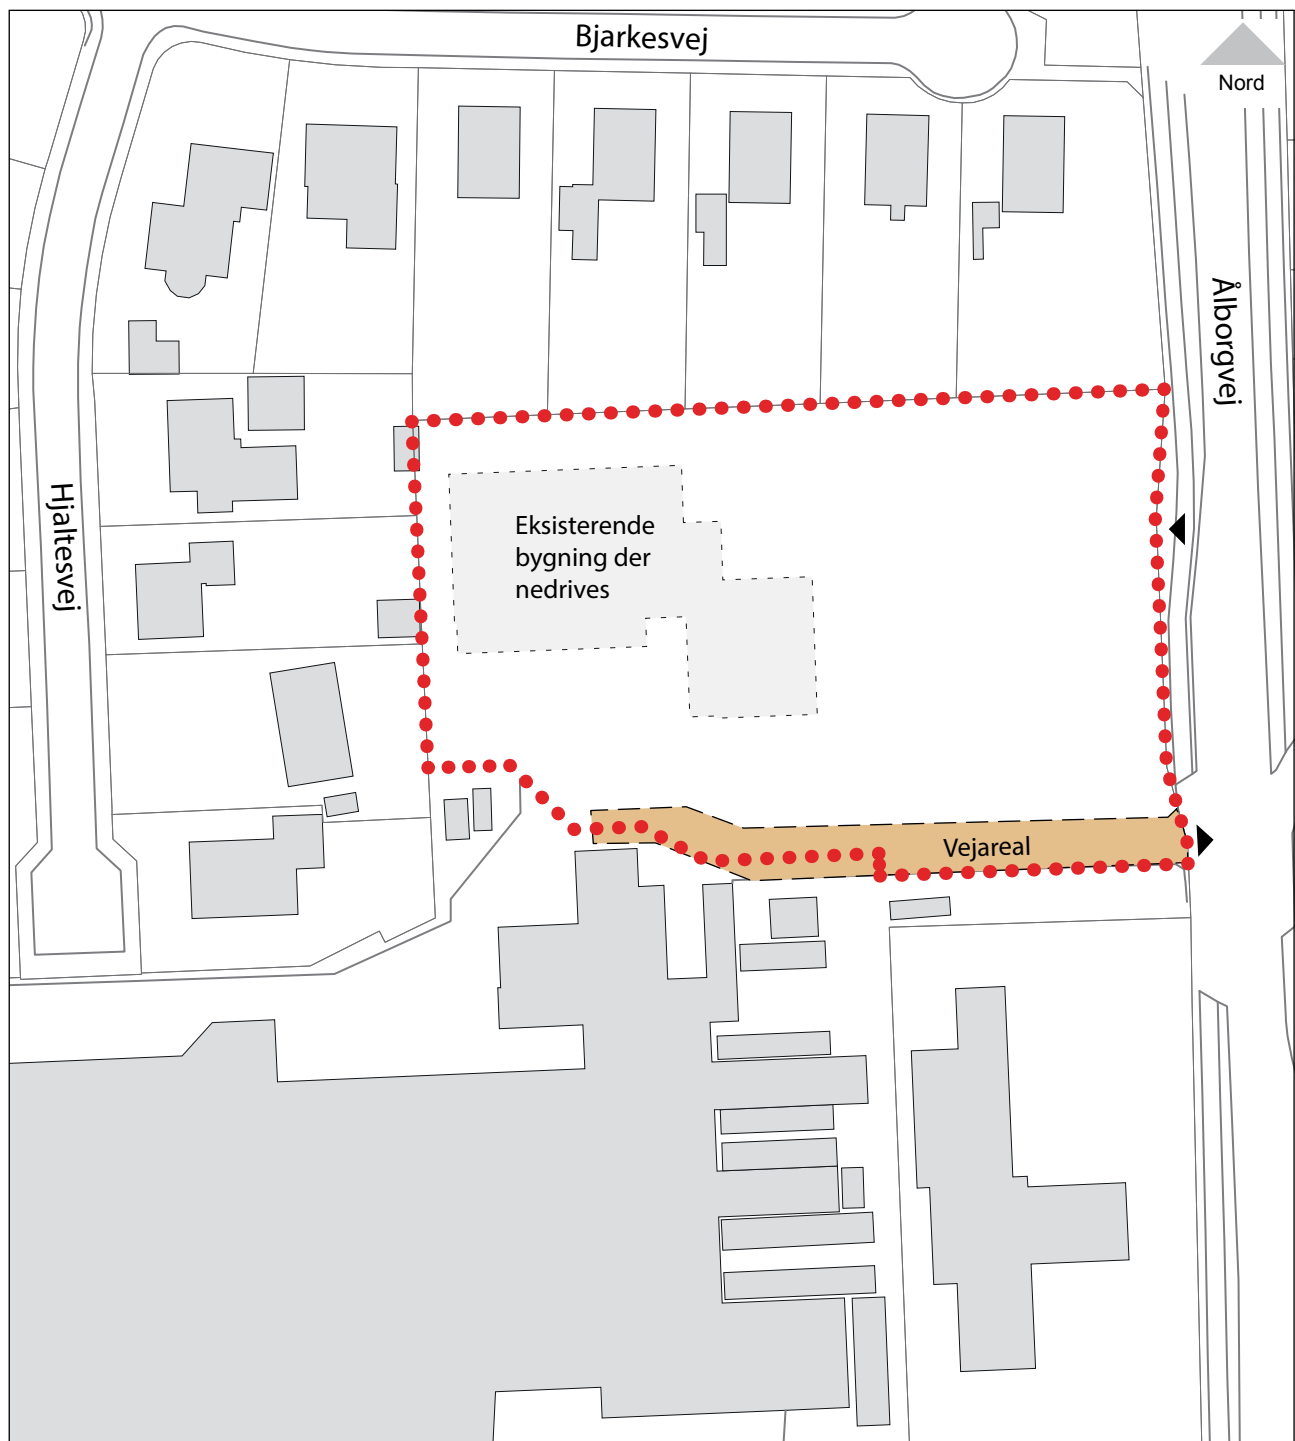 Bjarkesvej
Nord
Ålborgvej
Hjaltesvej
Eksisterende
bygning der
nedrives
Vejareal